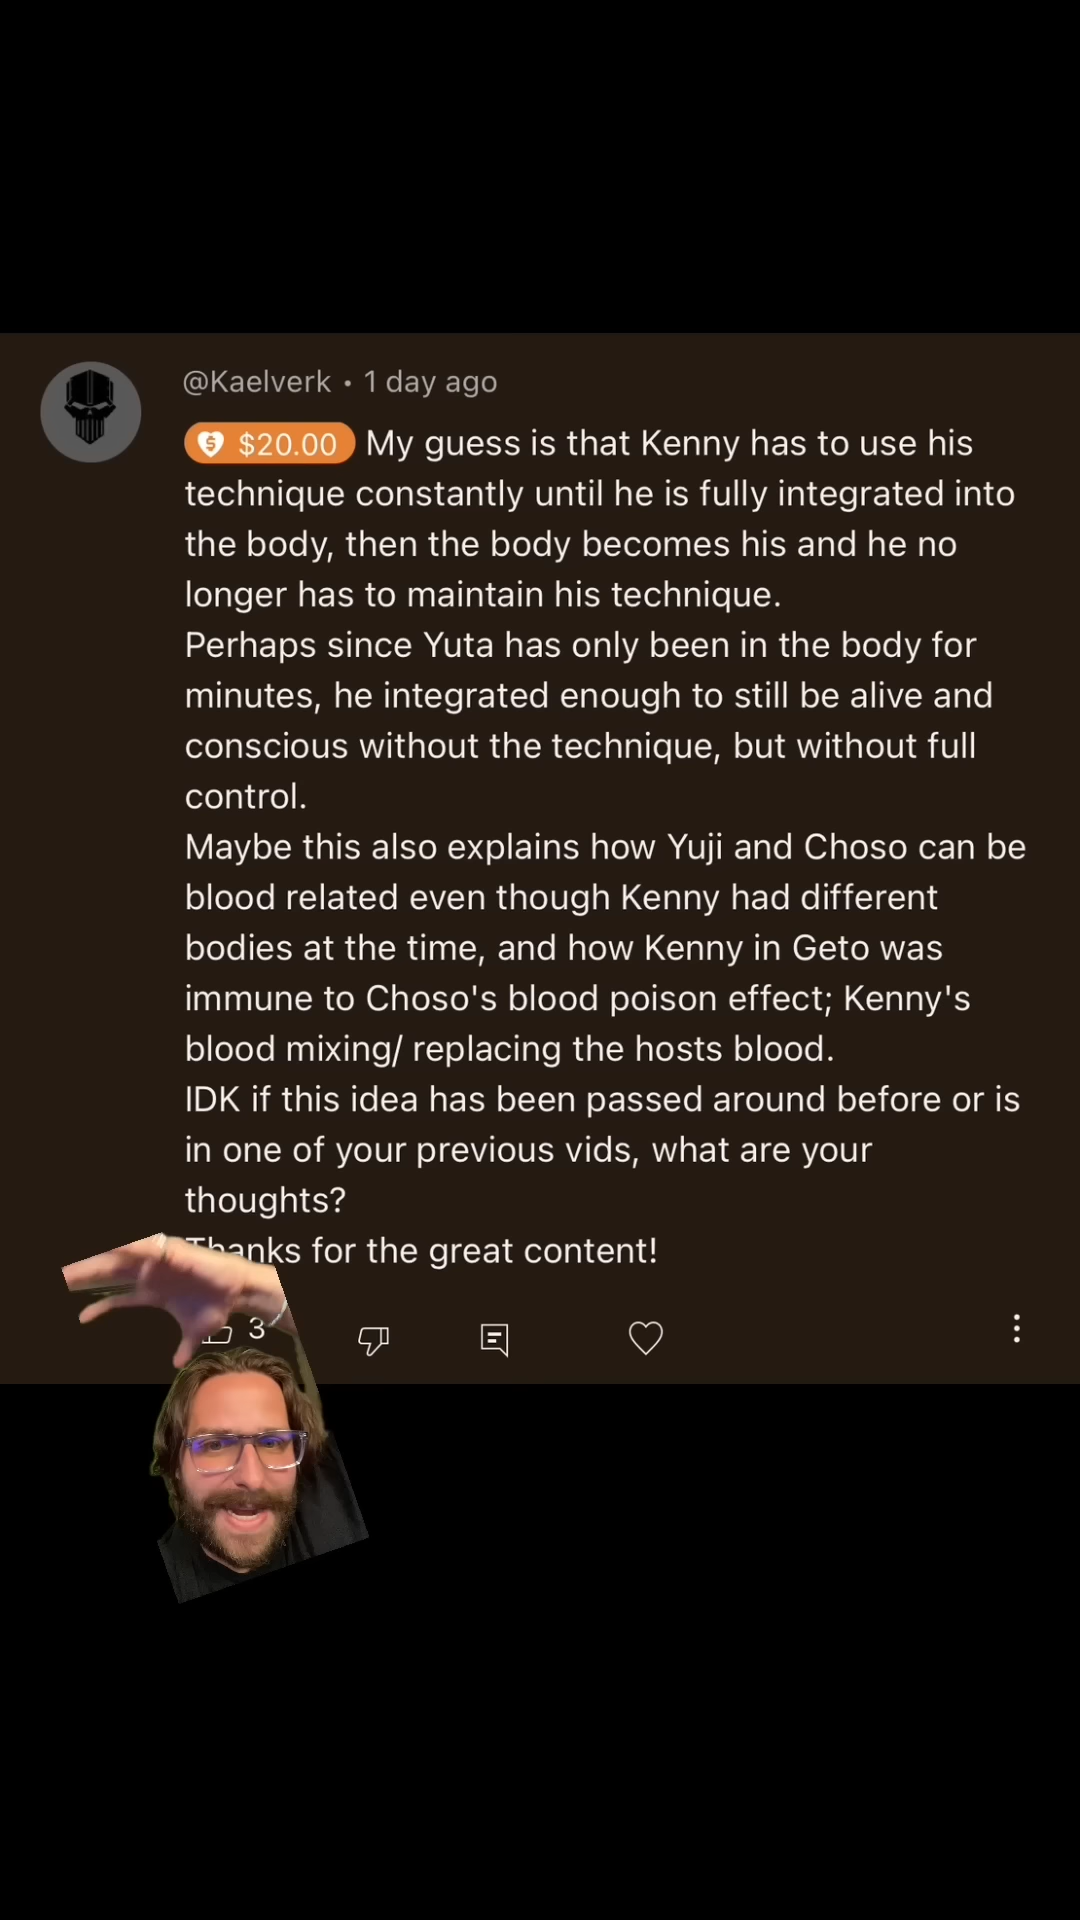 @Kaelverk • 1 day ago
$20.00 My guess is that Kenny has to use his
technique constantly until he is fully integrated into
the body, then the body becomes his and he no
longer has to maintain his technique.
Perhaps since Yuta has only been in the body for
minutes, he integrated enough to still be alive and
conscious without the technique, but without full
control.
Maybe this also explains how Yuji and Choso can be
blood related even though Kenny had different
bodies at the time, and how Kenny in Geto was
immune to Choso's blood poison effect; Kenny's
blood mixing/ replacing the hosts blood.
IDK if this idea has been passed around before or is
in one of your previous vids, what are your
thoughts?
Thanks for the great content!
3